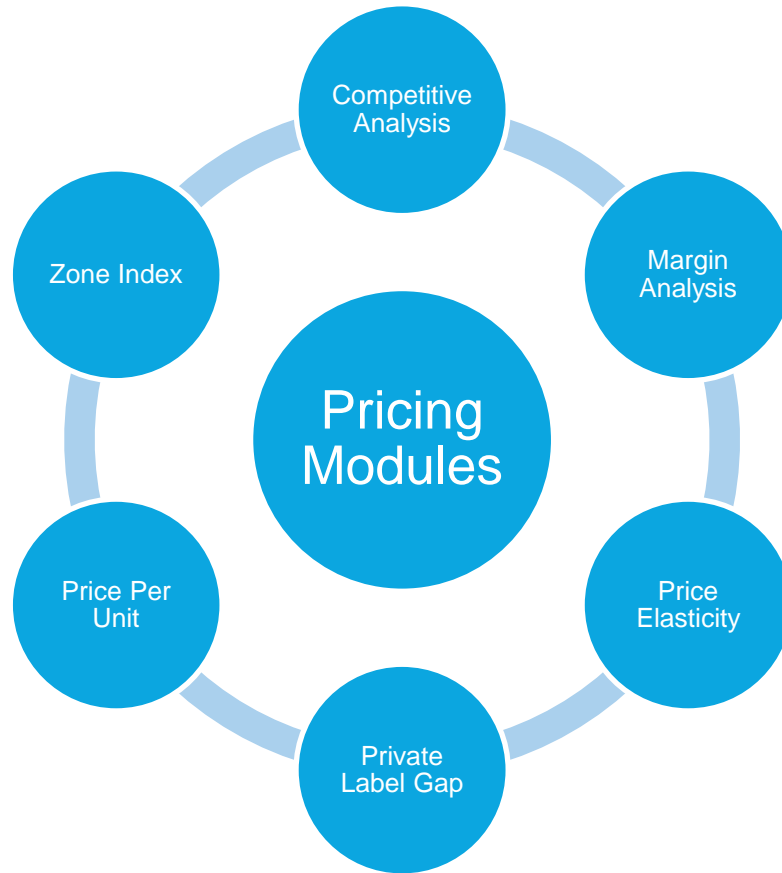 Competitive
Analysis
Zone Index
Margin
Analysis
Pricing
Modules
Price Per
Unit
Price
Elasticity
Private
Label Gap